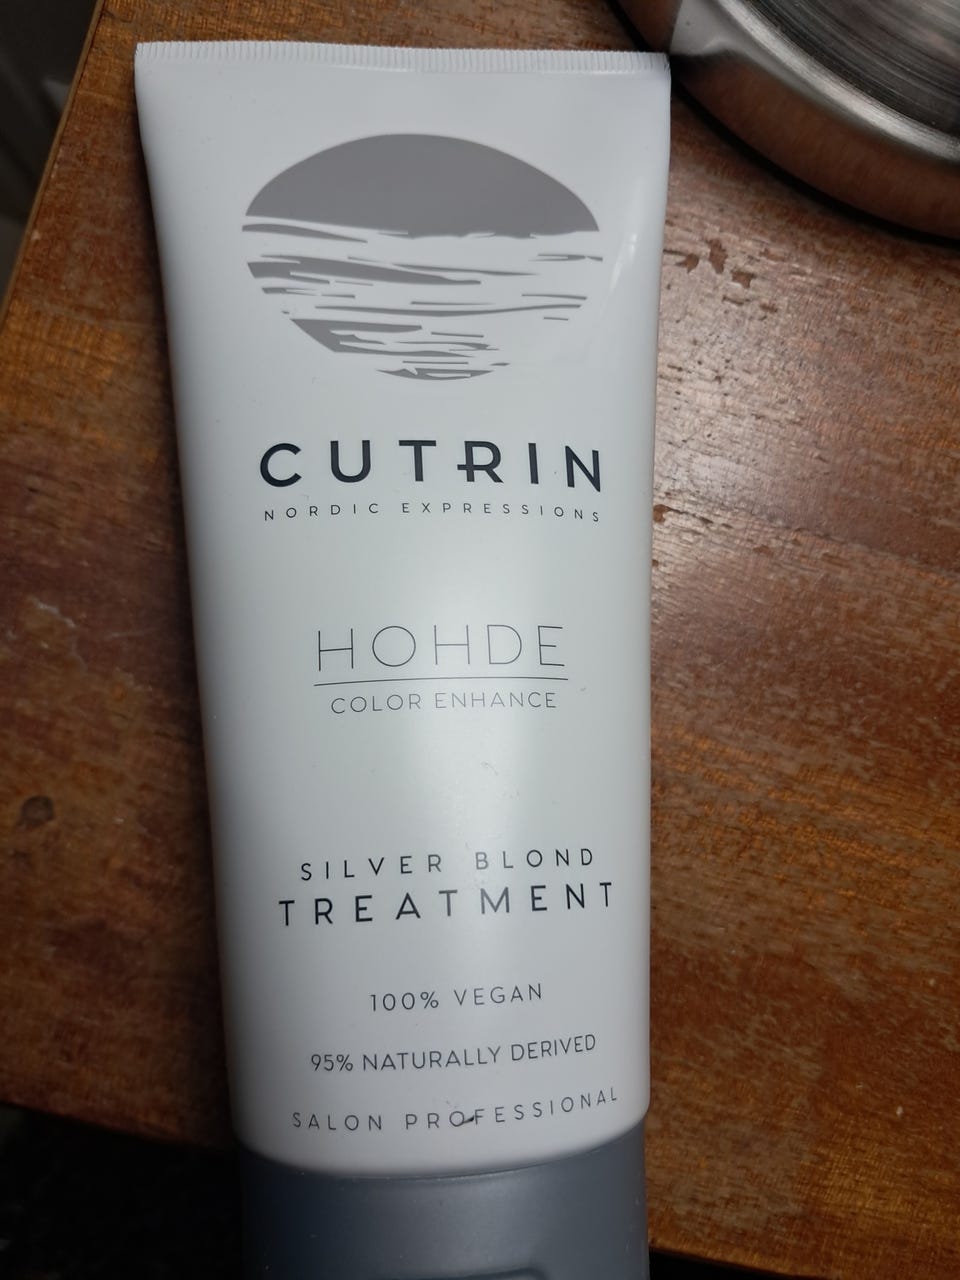 CUTRIN
NORDIC EXPRESSIONS
HOHDE
COLOR ENHANCE
SILVER BLOND
TREATMENT
100% VEGAN
95% NATURALLY DERIVED
SALON PROFESSIONAL